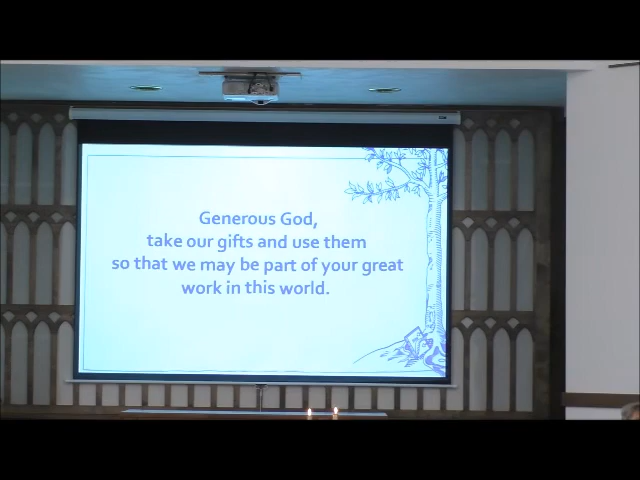 Generous God,
take our gifts and use them
so that we may be part of your great
work in this world.